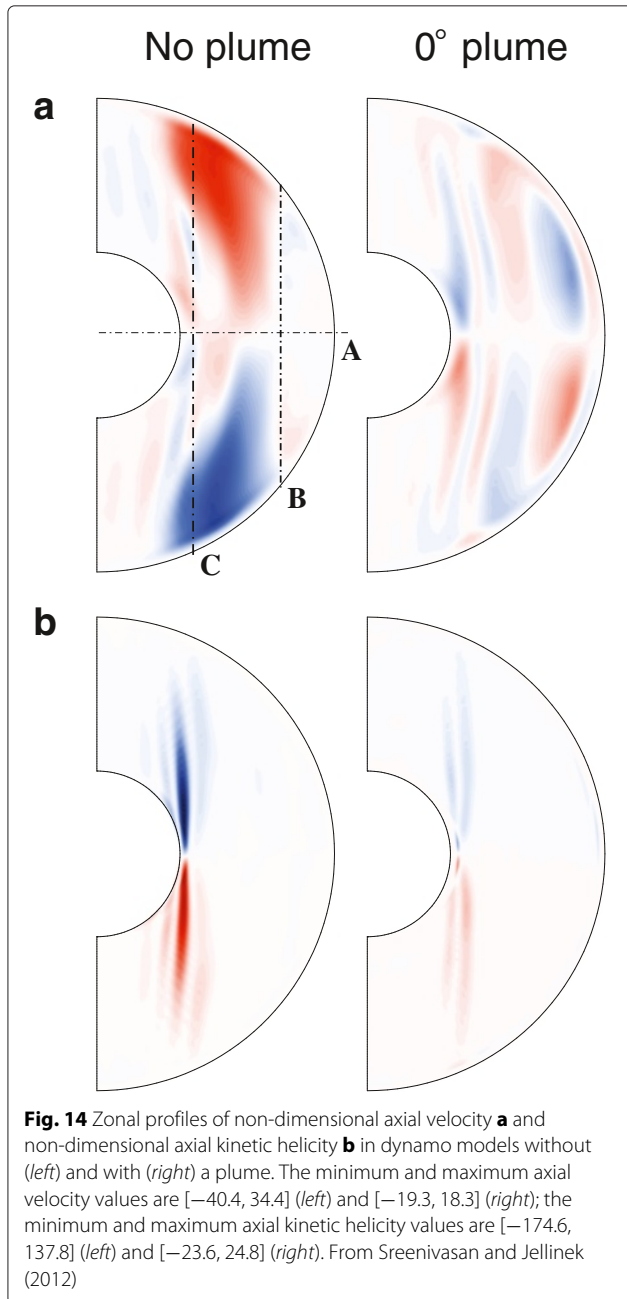 No plume 0° plume
a
A
B
C
b
Fig. 14 Zonal profiles of non-dimensional axial velocity a and
non-dimensional axial kinetic helicity b in dynamo models without
(left) and with (right) a plume. The minimum and maximum axial
velocity values are [−40.4, 34.4] (left) and [−19.3, 18.3] (right); the
minimum and maximum axial kinetic helicity values are [−174.6,
137.8] (left) and [−23.6, 24.8] (right). From Sreenivasan and Jellinek
(2012)